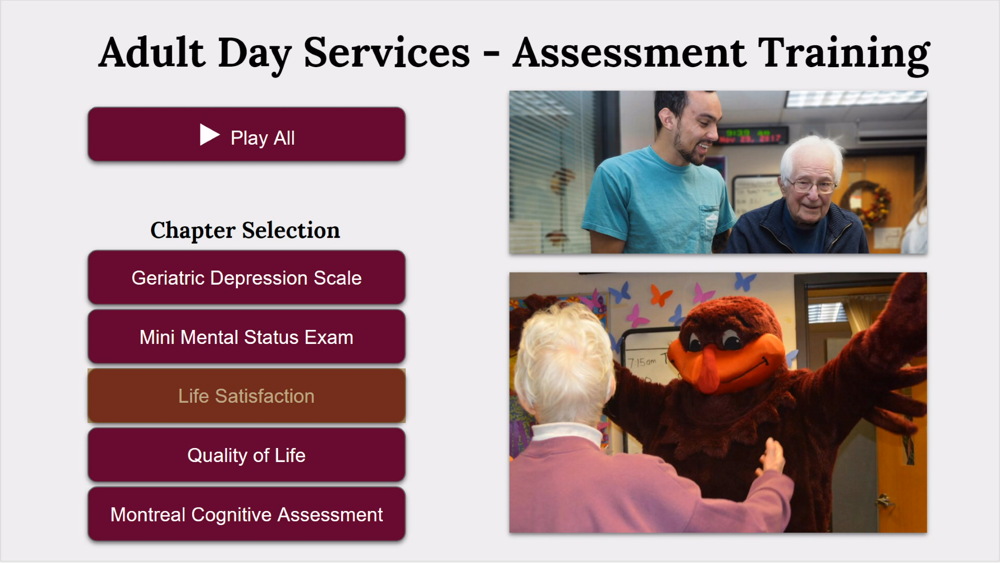 Adult Day Services - Assessment Training
Play All
Chapter Selection
Geriatric Depression Scale
Mini Mental Status Exam
Life Satisfaction
Quality of Life
Montreal Cognitive Assessment
9:39 am
Nov 29, 2017
7:15am